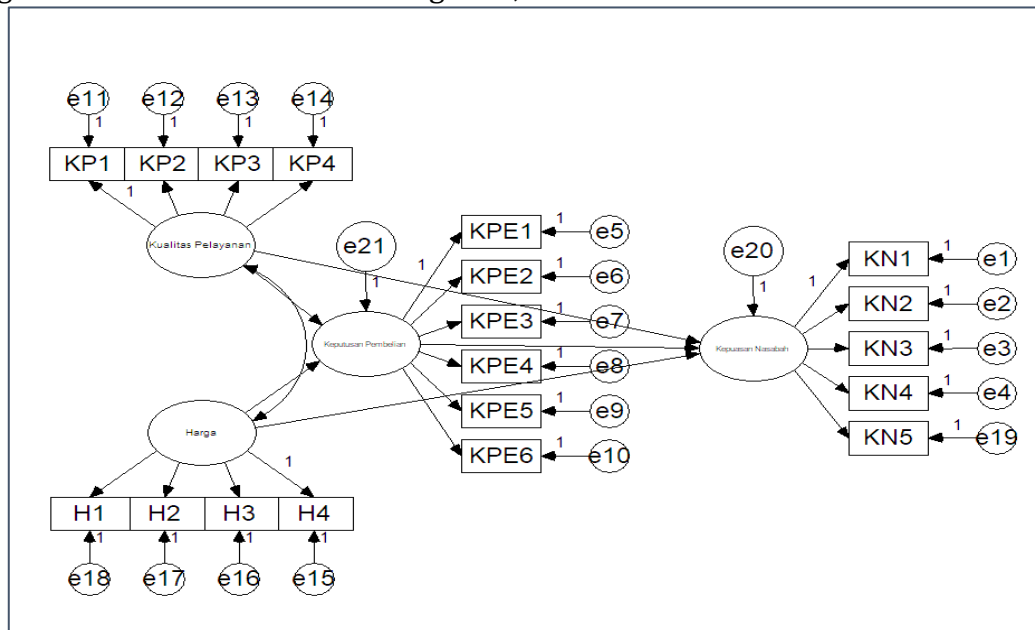 e11 e12 e13 e14
1 1 1 1
KP1 KP2 KP3 KP4
1
Kualitas Pelayanan
e21
1
Keputusan Pembelian
1
KPE1 1 e5
KPE2 1 e6
KPE3 1 e7
KPE4 1 e8
KPE5 1 e9
KPE6 1 e10
e20
1
Kepuasan Nasabah
1
KN1 1 e1
KN2 1 e2
KN3 1 e3
KN4 1 e4
KN5 1 e19
Harga
1
H1 H2 H3 H4
1 1 1 1
e18 e17 e16 e15